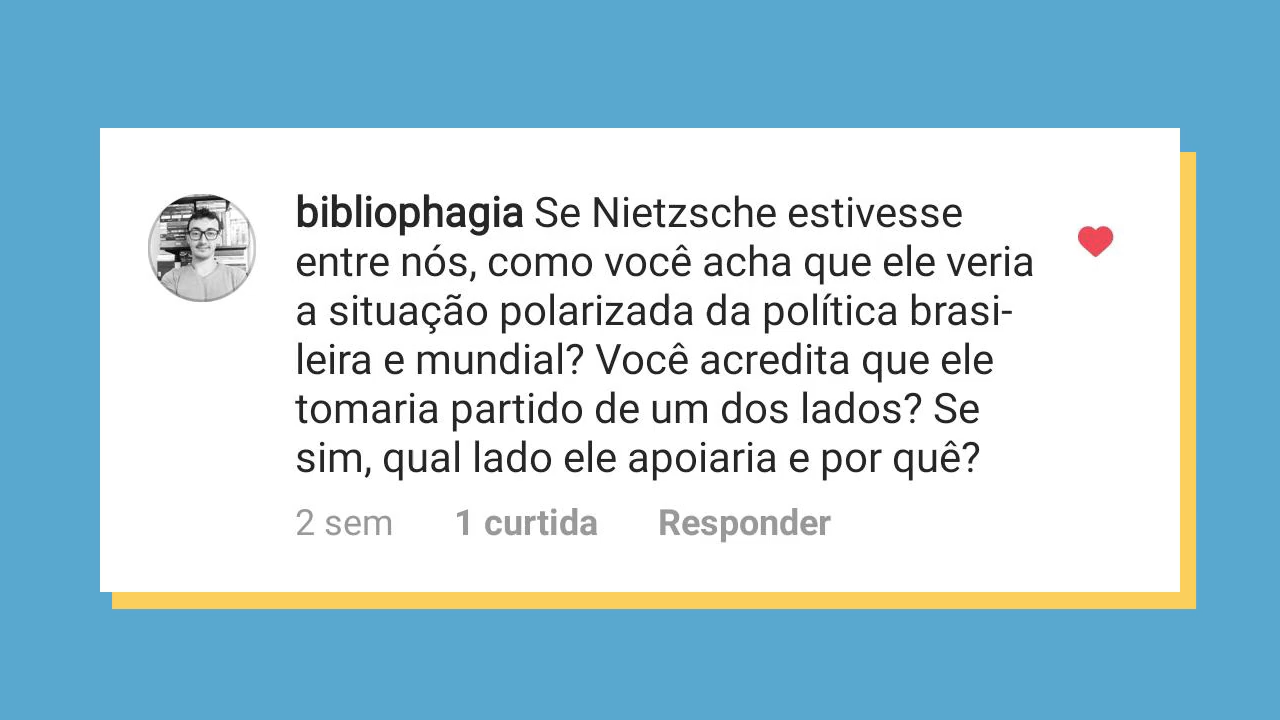 bibliophagia Se Nietzsche estivesse
entre nós, como você acha que ele veria
a situação polarizada da política brasi-
leira e mundial? Você acredita que ele
tomaria partido de um dos lados? Se
sim, qual lado ele apoiaria e por quê?
2 sem 1 curtida Responder